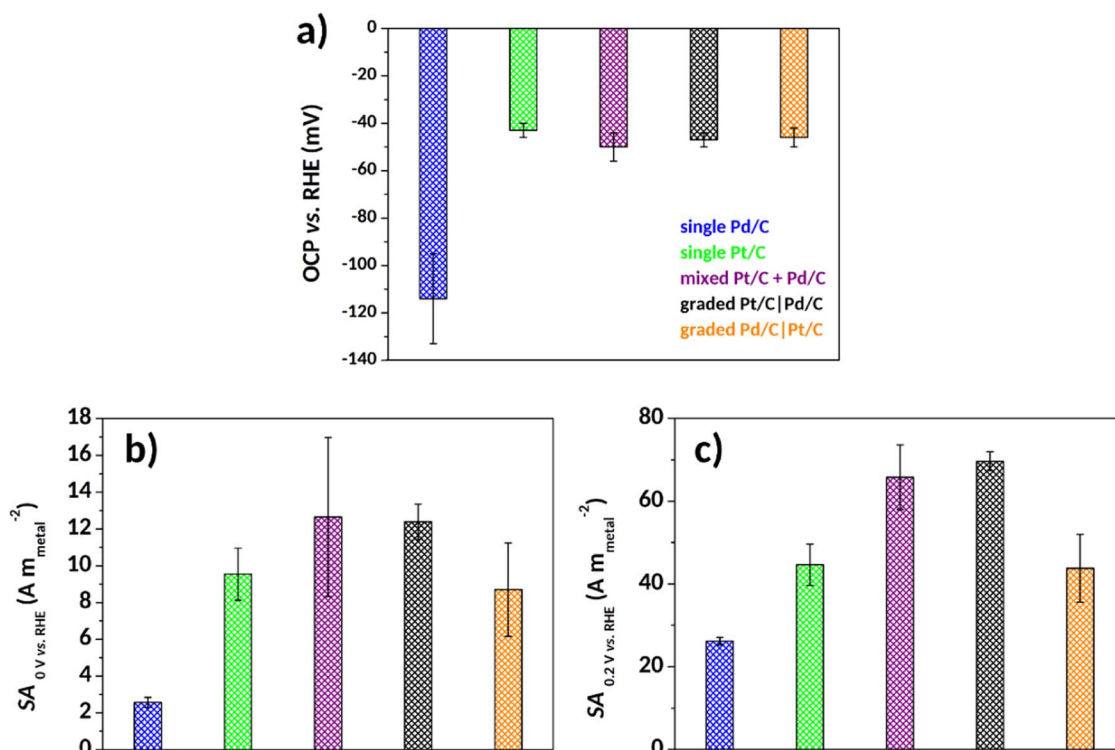 a)
0
-20
-40
-60
-80
-100
-120
-140
OCP vs. RHE (mV)
single Pd/C
single Pt/C
mixed Pt/C + Pd/C
graded Pt/C|Pd/C
graded Pd/C|Pt/C
b)
18
16
14
12
10
8
6
4
2
0
SA 0 V vs. RHE (A m metal -2)
c)
80
60
40
20
0
SA 0.2 V vs. RHE (A m metal -2)